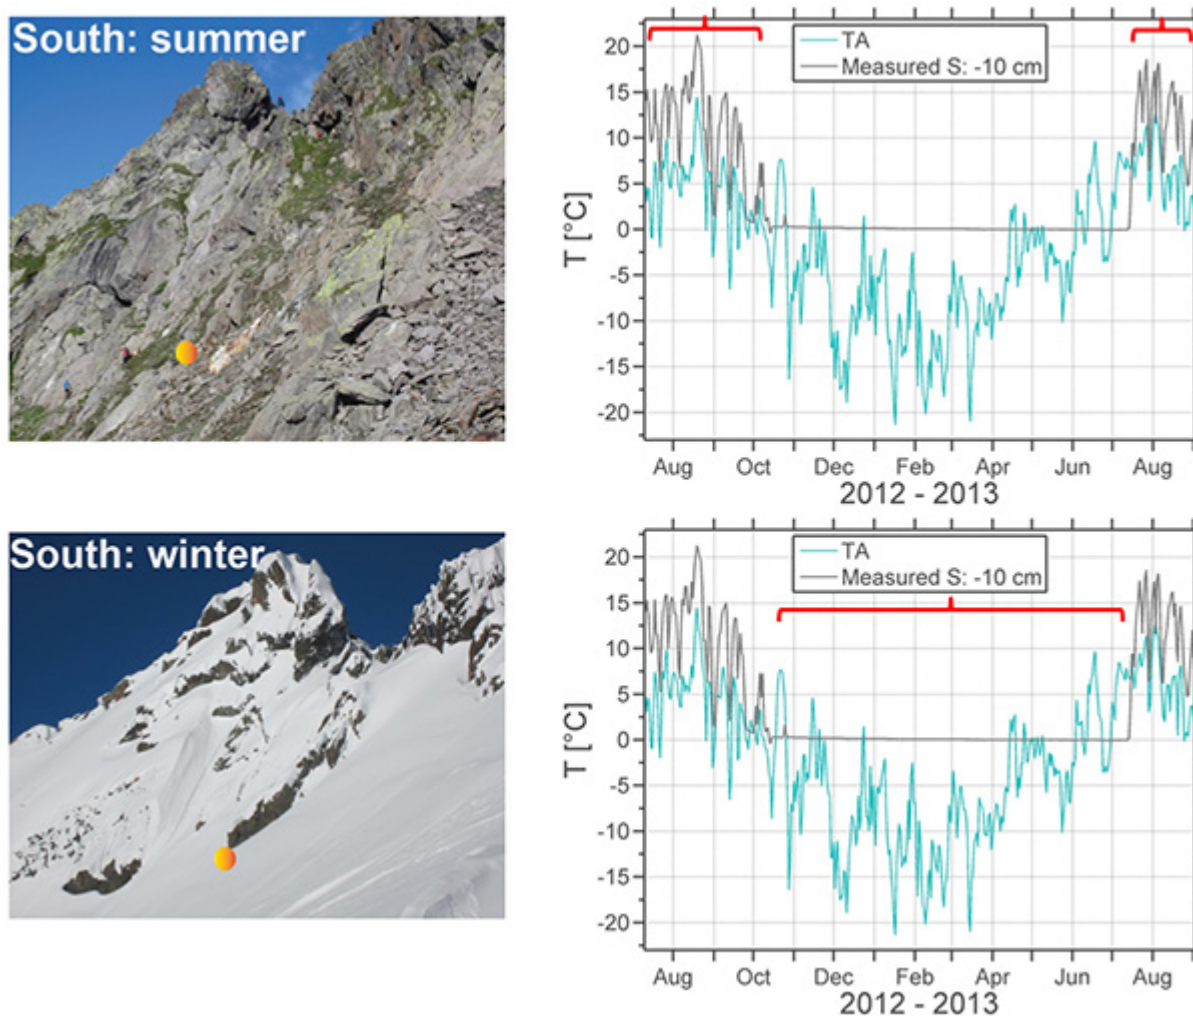 South: summer
TA
Measured S: -10 cm
20
15
10
5
0
-5
-10
-15
-20
T [°C]
Aug Oct Dec Feb Apr Jun Aug
2012 - 2013
South: winter
TA
Measured S: -10 cm
20
15
10
5
0
-5
-10
-15
-20
T [°C]
Aug Oct Dec Feb Apr Jun Aug
2012 - 2013